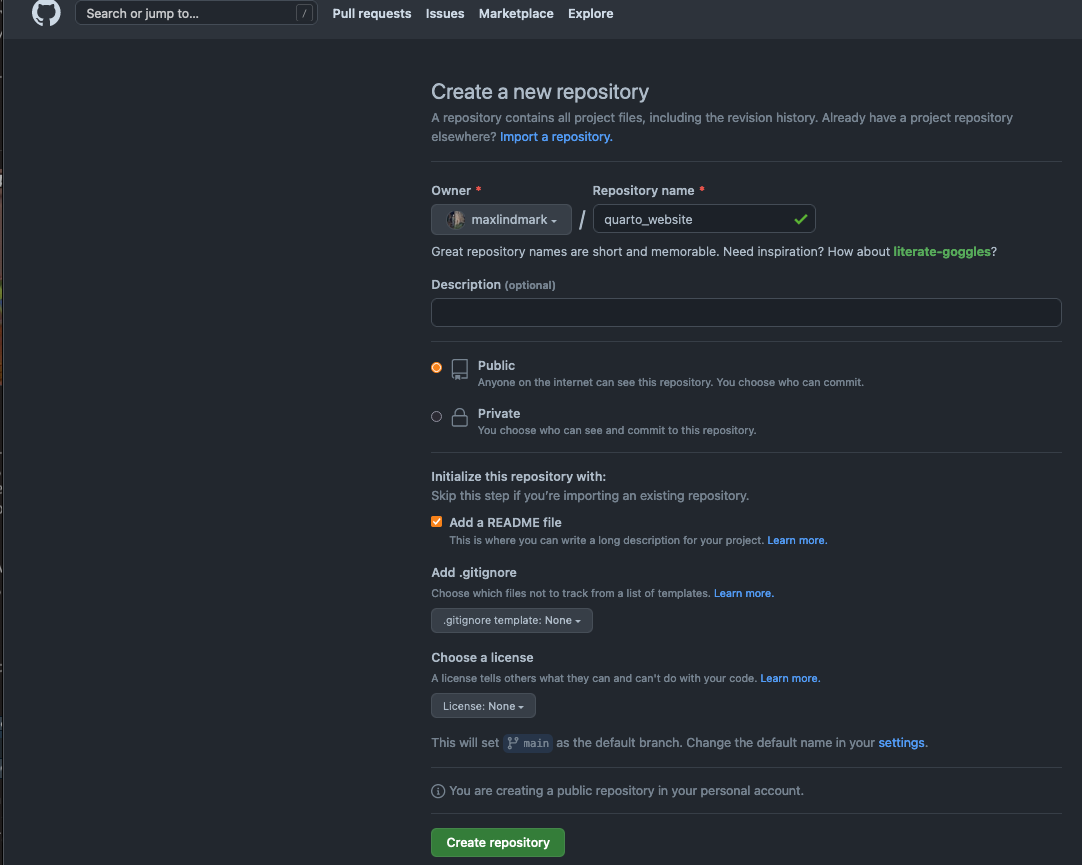 Search or jump to... /
Pull requests Issues Marketplace Explore
Create a new repository
A repository contains all project files, including the revision history. Already have a project repository
elsewhere? Import a repository.
Owner * Repository name *
maxlindmark / quarto_website
Great repository names are short and memorable. Need inspiration? How about literate-goggles?
Description (optional)
Public
Anyone on the internet can see this repository. You choose who can commit.
Private
You choose who can see and commit to this repository.
Initialize this repository with:
Skip this step if you're importing an existing repository.
Add a README file
This is where you can write a long description for your project. Learn more.
Add .gitignore
Choose which files not to track from a list of templates. Learn more.
.gitignore template: None
Choose a license
A license tells others what they can and can't do with your code. Learn more.
License: None
This will set main as the default branch. Change the default name in your settings.
You are creating a public repository in your personal account.
Create repository